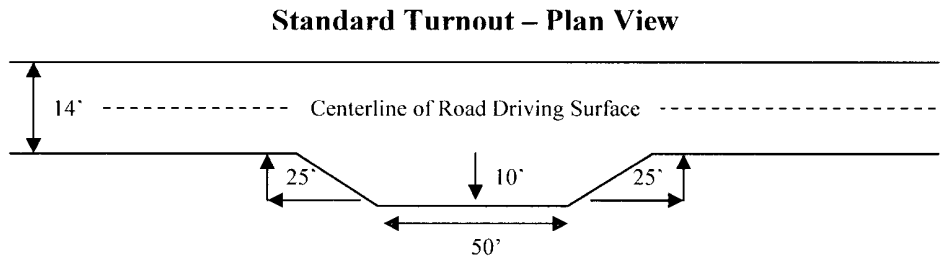 Standard Turnout – Plan View
14'
Centerline of Road Driving Surface
25'
10'
25'
50'